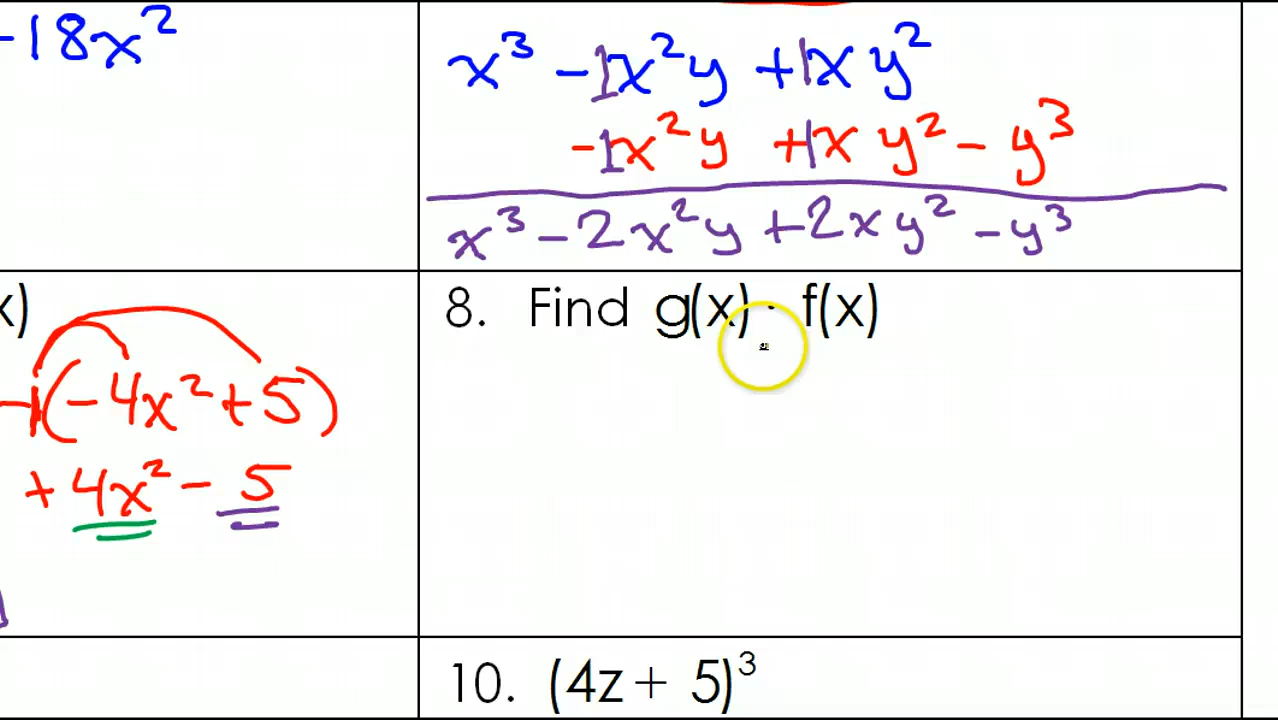 -18x²
x³ -1x²y +1xy²
-1x²y +1xy² - y³
x³ - 2x²y + 2xy² - y³
x)
8. Find g(x) · f(x)
-1(-4x² + 5)
+ 4x² - 5
10. (4z + 5)³